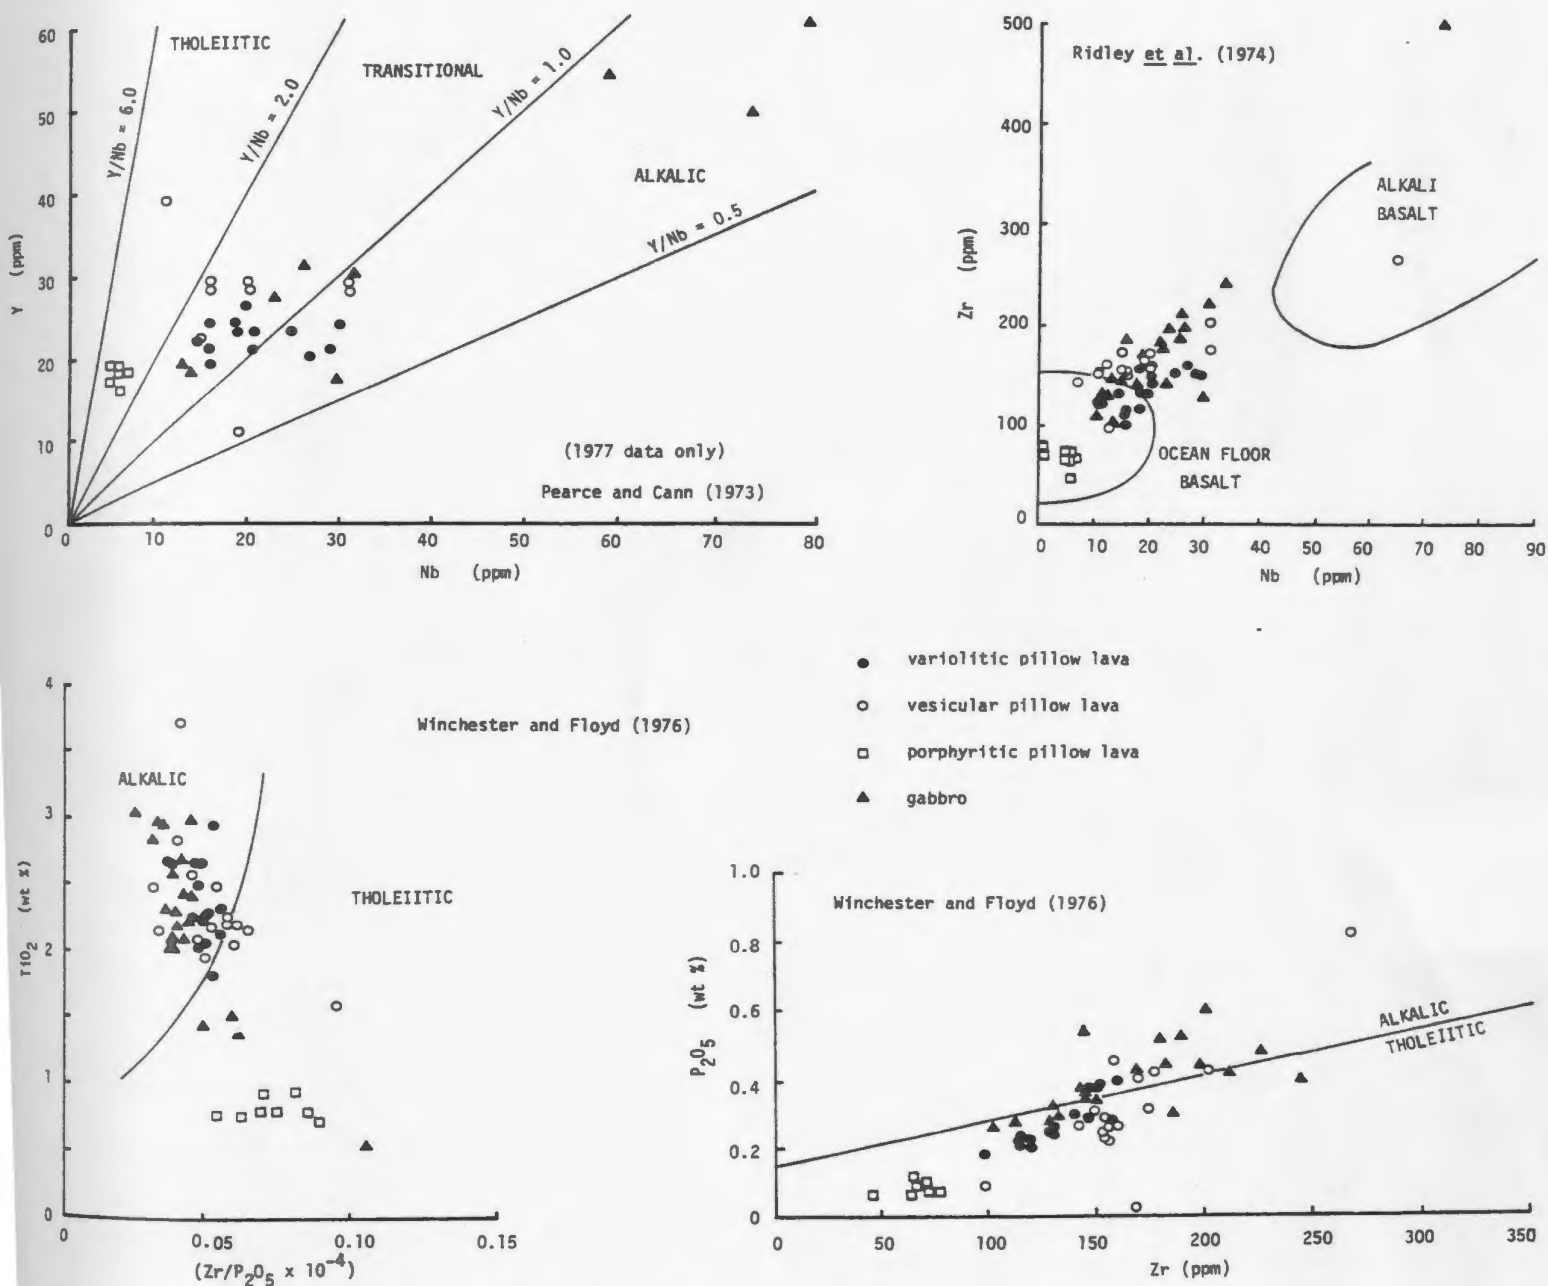 60
50
40
30
20
10
0
Y (ppm)
THOLEIITIC
TRANSITIONAL
ALKALIC
Y/Nb = 6.0
Y/Nb = 2.0
Y/Nb = 1.0
Y/Nb = 0.5
(1977 data only)
Pearce and Cann (1973)
0 10 20 30 40 50 60 70 80
Nb (ppm)
500
400
300
200
100
0
Zr (ppm)
Ridley et al. (1974)
ALKALI
BASALT
OCEAN FLOOR
BASALT
0 10 20 30 40 50 60 70 80 90
Nb (ppm)
variolitic pillow lava
vesicular pillow lava
porphyritic pillow lava
gabbro
4
3
2
1
0
TiO2 (wt %)
Winchester and Floyd (1976)
ALKALIC
THOLEIITIC
0 0.05 0.10 0.15
(Zr/P2O5 x 10-4)
1.0
0.8
0.6
0.4
0.2
0
P2O5 (wt %)
Winchester and Floyd (1976)
ALKALIC
THOLEIITIC
0 50 100 150 200 250 300 350
Zr (ppm)